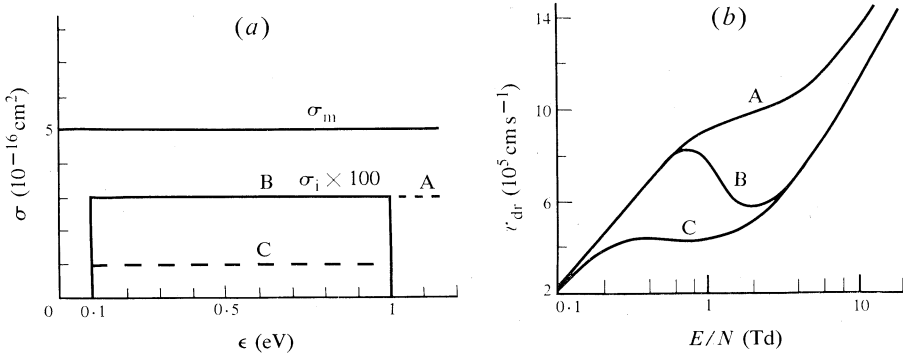 (a)
σ (10⁻¹⁶ cm²)
5
0
0·1
0·5
1
ϵ (eV)
σₘ
B σᵢ × 100 A
C
(b)
14
10
6
2
v_dr (10⁵ cm s⁻¹)
A
B
C
0·1
1
10
E/N (Td)